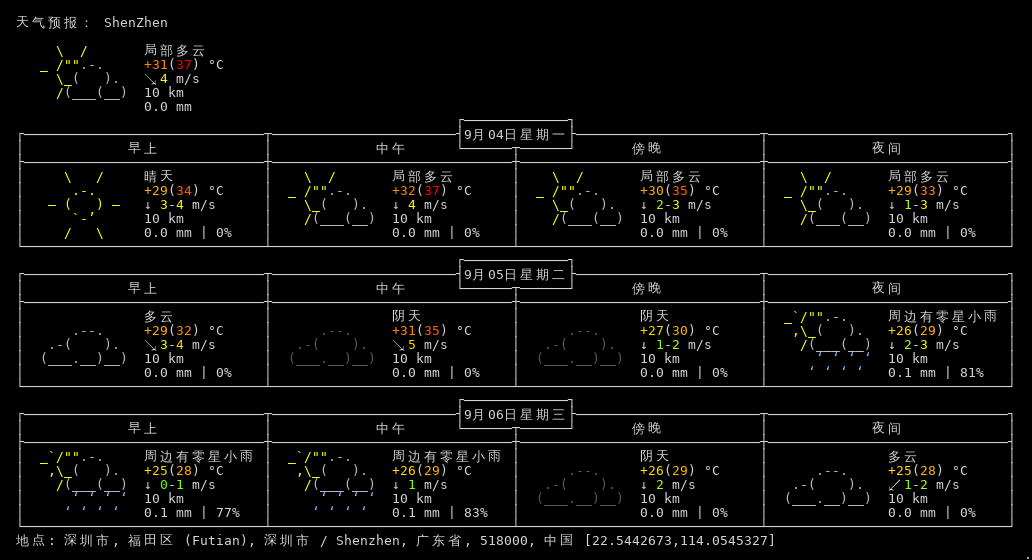 天气预报： ShenZhen
局部多云
+31(37) °C
↘ 4 m/s
10 km
0.0 mm
9月04日星期一
早上 中午 傍晚 夜间
晴天 局部多云 局部多云 局部多云
+29(34) °C +32(37) °C +30(35) °C +29(33) °C
↓ 3-4 m/s ↓ 4 m/s ↓ 2-3 m/s ↓ 1-3 m/s
10 km 10 km 10 km 10 km
0.0 mm | 0% 0.0 mm | 0% 0.0 mm | 0% 0.0 mm | 0%
9月05日星期二
早上 中午 傍晚 夜间
多云 阴天 阴天 周边有零星小雨
+29(32) °C +31(35) °C +27(30) °C +26(29) °C
↘ 3-4 m/s ↘ 5 m/s ↓ 1-2 m/s ↓ 2-3 m/s
10 km 10 km 10 km 10 km
0.0 mm | 0% 0.0 mm | 0% 0.0 mm | 0% 0.1 mm | 81%
9月06日星期三
早上 中午 傍晚 夜间
周边有零星小雨 周边有零星小雨 阴天 多云
+25(28) °C +26(29) °C +26(29) °C +25(28) °C
↓ 0-1 m/s ↓ 1 m/s ↓ 2 m/s ↙ 1-2 m/s
10 km 10 km 10 km 10 km
0.1 mm | 77% 0.1 mm | 83% 0.0 mm | 0% 0.0 mm | 0%
地点: 深圳市, 福田区 (Futian), 深圳市 / Shenzhen, 广东省, 518000, 中国 [22.5442673,114.0545327]